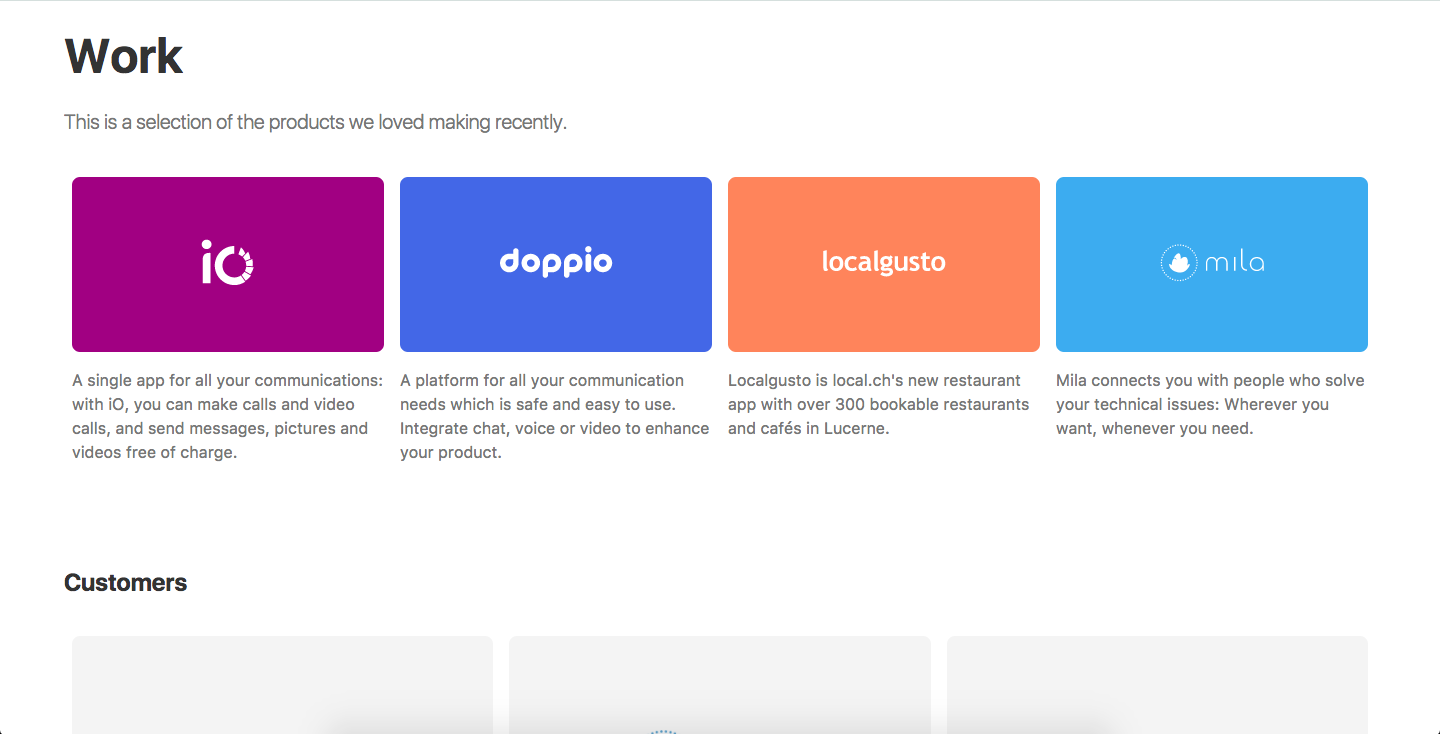 Work
This is a selection of the products we loved making recently.
iO
doppio
localgusto
mila
A single app for all your communications:
with iO, you can make calls and video
calls, and send messages, pictures and
videos free of charge.
A platform for all your communication
needs which is safe and easy to use.
Integrate chat, voice or video to enhance
your product.
Localgusto is local.ch's new restaurant
app with over 300 bookable restaurants
and cafés in Lucerne.
Mila connects you with people who solve
your technical issues: Wherever you
want, whenever you need.
Customers